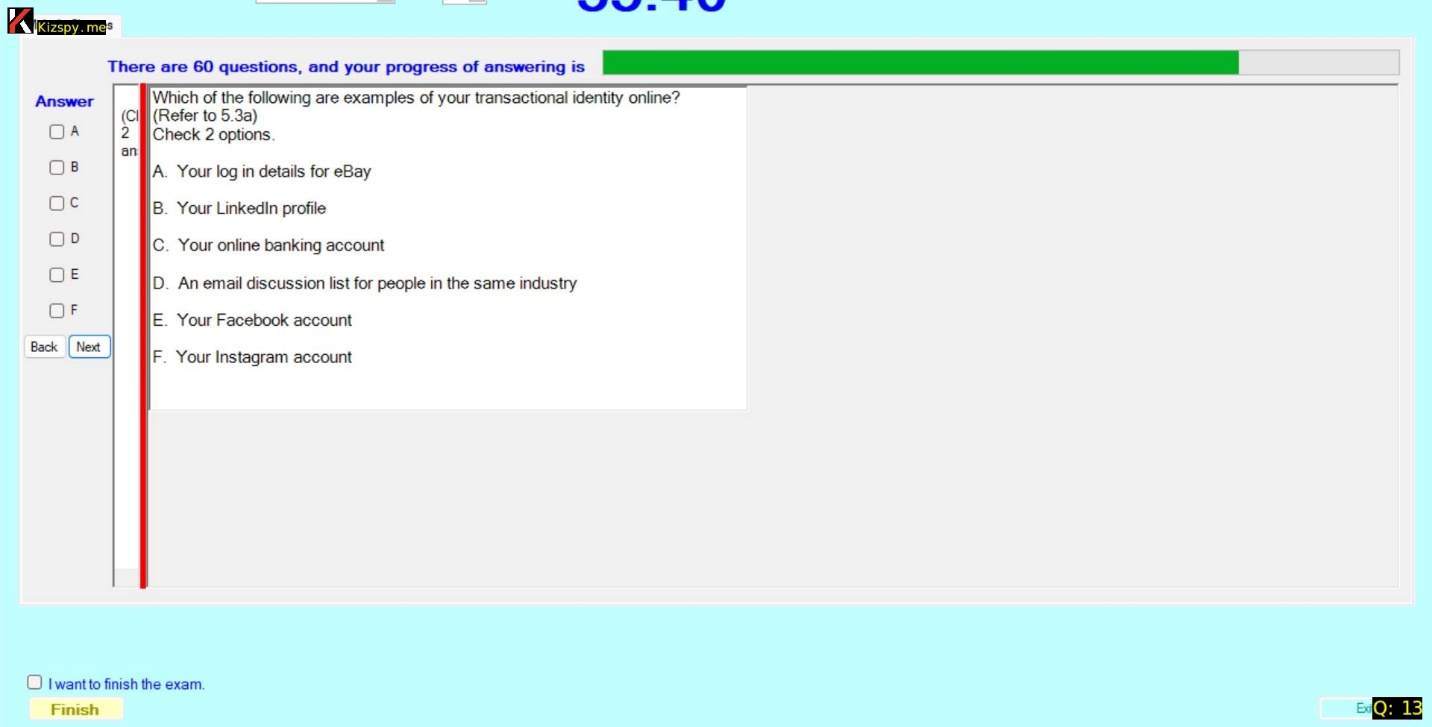 Kizspy.me s
There are 60 questions, and your progress of answering is
Answer
A
B
C
D
E
F
Back Next
2
Which of the following are examples of your transactional identity online?
(Refer to 5.3a)
Check 2 options.
A. Your log in details for eBay
B. Your LinkedIn profile
C. Your online banking account
D. An email discussion list for people in the same industry
E. Your Facebook account
F. Your Instagram account
I want to finish the exam.
Finish
Q: 13